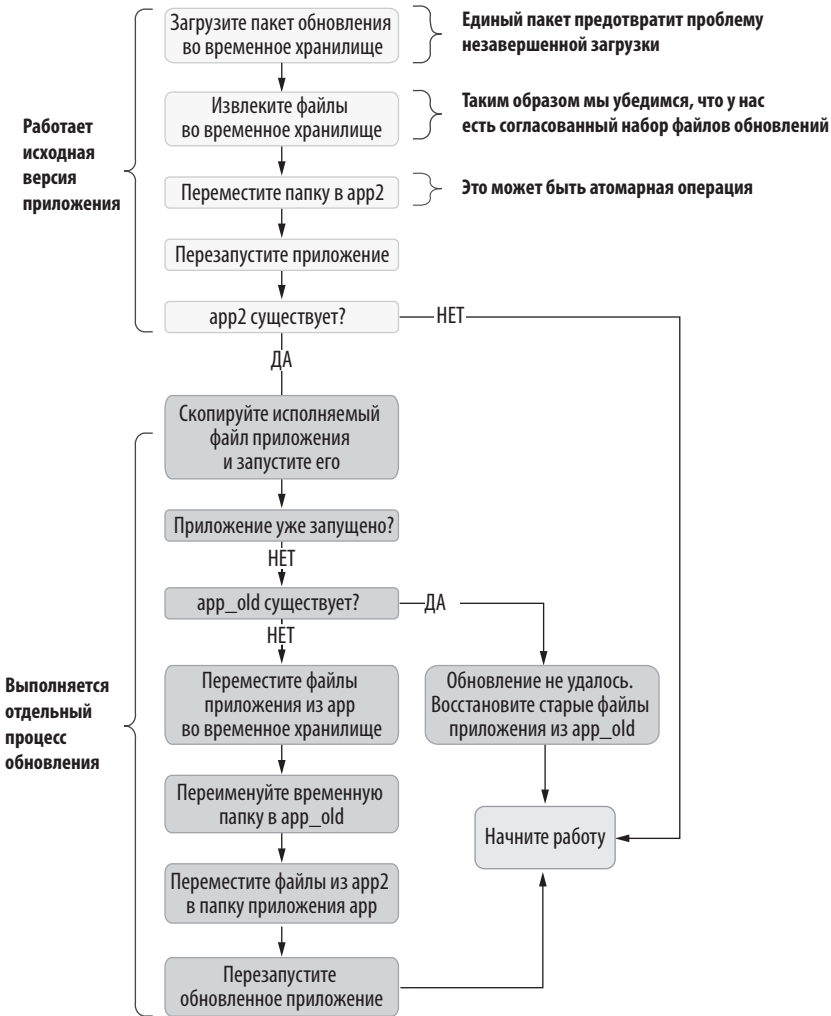 Загрузите пакет обновления
во временное хранилище
Единый пакет предотвратит проблему
незавершенной загрузки
Извлеките файлы
во временное хранилище
Таким образом мы убедимся, что у нас
есть согласованный набор файлов обновлений
Работает
исходная
версия
приложения
Переместите папку в app2
Это может быть атомарная операция
Перезапустите приложение
app2 существует?
НЕТ
ДА
Скопируйте исполняемый
файл приложения
и запустите его
Приложение уже запущено?
НЕТ
app_old существует?
ДА
НЕТ
Выполняется
отдельный
процесс
обновления
Переместите файлы
приложения из app
во временное хранилище
Обновление не удалось.
Восстановите старые файлы
приложения из app_old
Переименуйте временную
папку в app_old
Начните работу
Переместите файлы из app2
в папку приложения app
Перезапустите
обновленное приложение